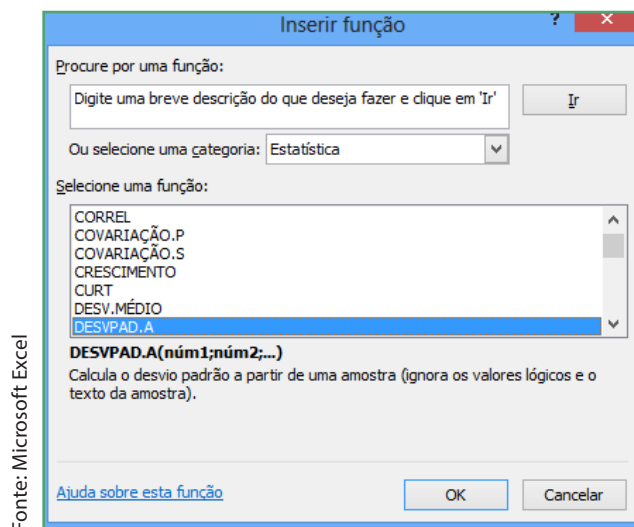 Inserir função
? ×
Procure por uma função:
Digite uma breve descrição do que deseja fazer e clique em 'Ir'
Ir
Ou selecione uma categoria: Estatística
Selecione uma função:
CORREL
COVARIAÇÃO.P
COVARIAÇÃO.S
CRESCIMENTO
CURT
DESV.MÉDIO
DESVPAD.A
DESVPAD.A(núm1;núm2;...)
Calcula o desvio padrão a partir de uma amostra (ignora os valores lógicos e o
texto da amostra).
Ajuda sobre esta função
OK
Cancelar
Fonte: Microsoft Excel